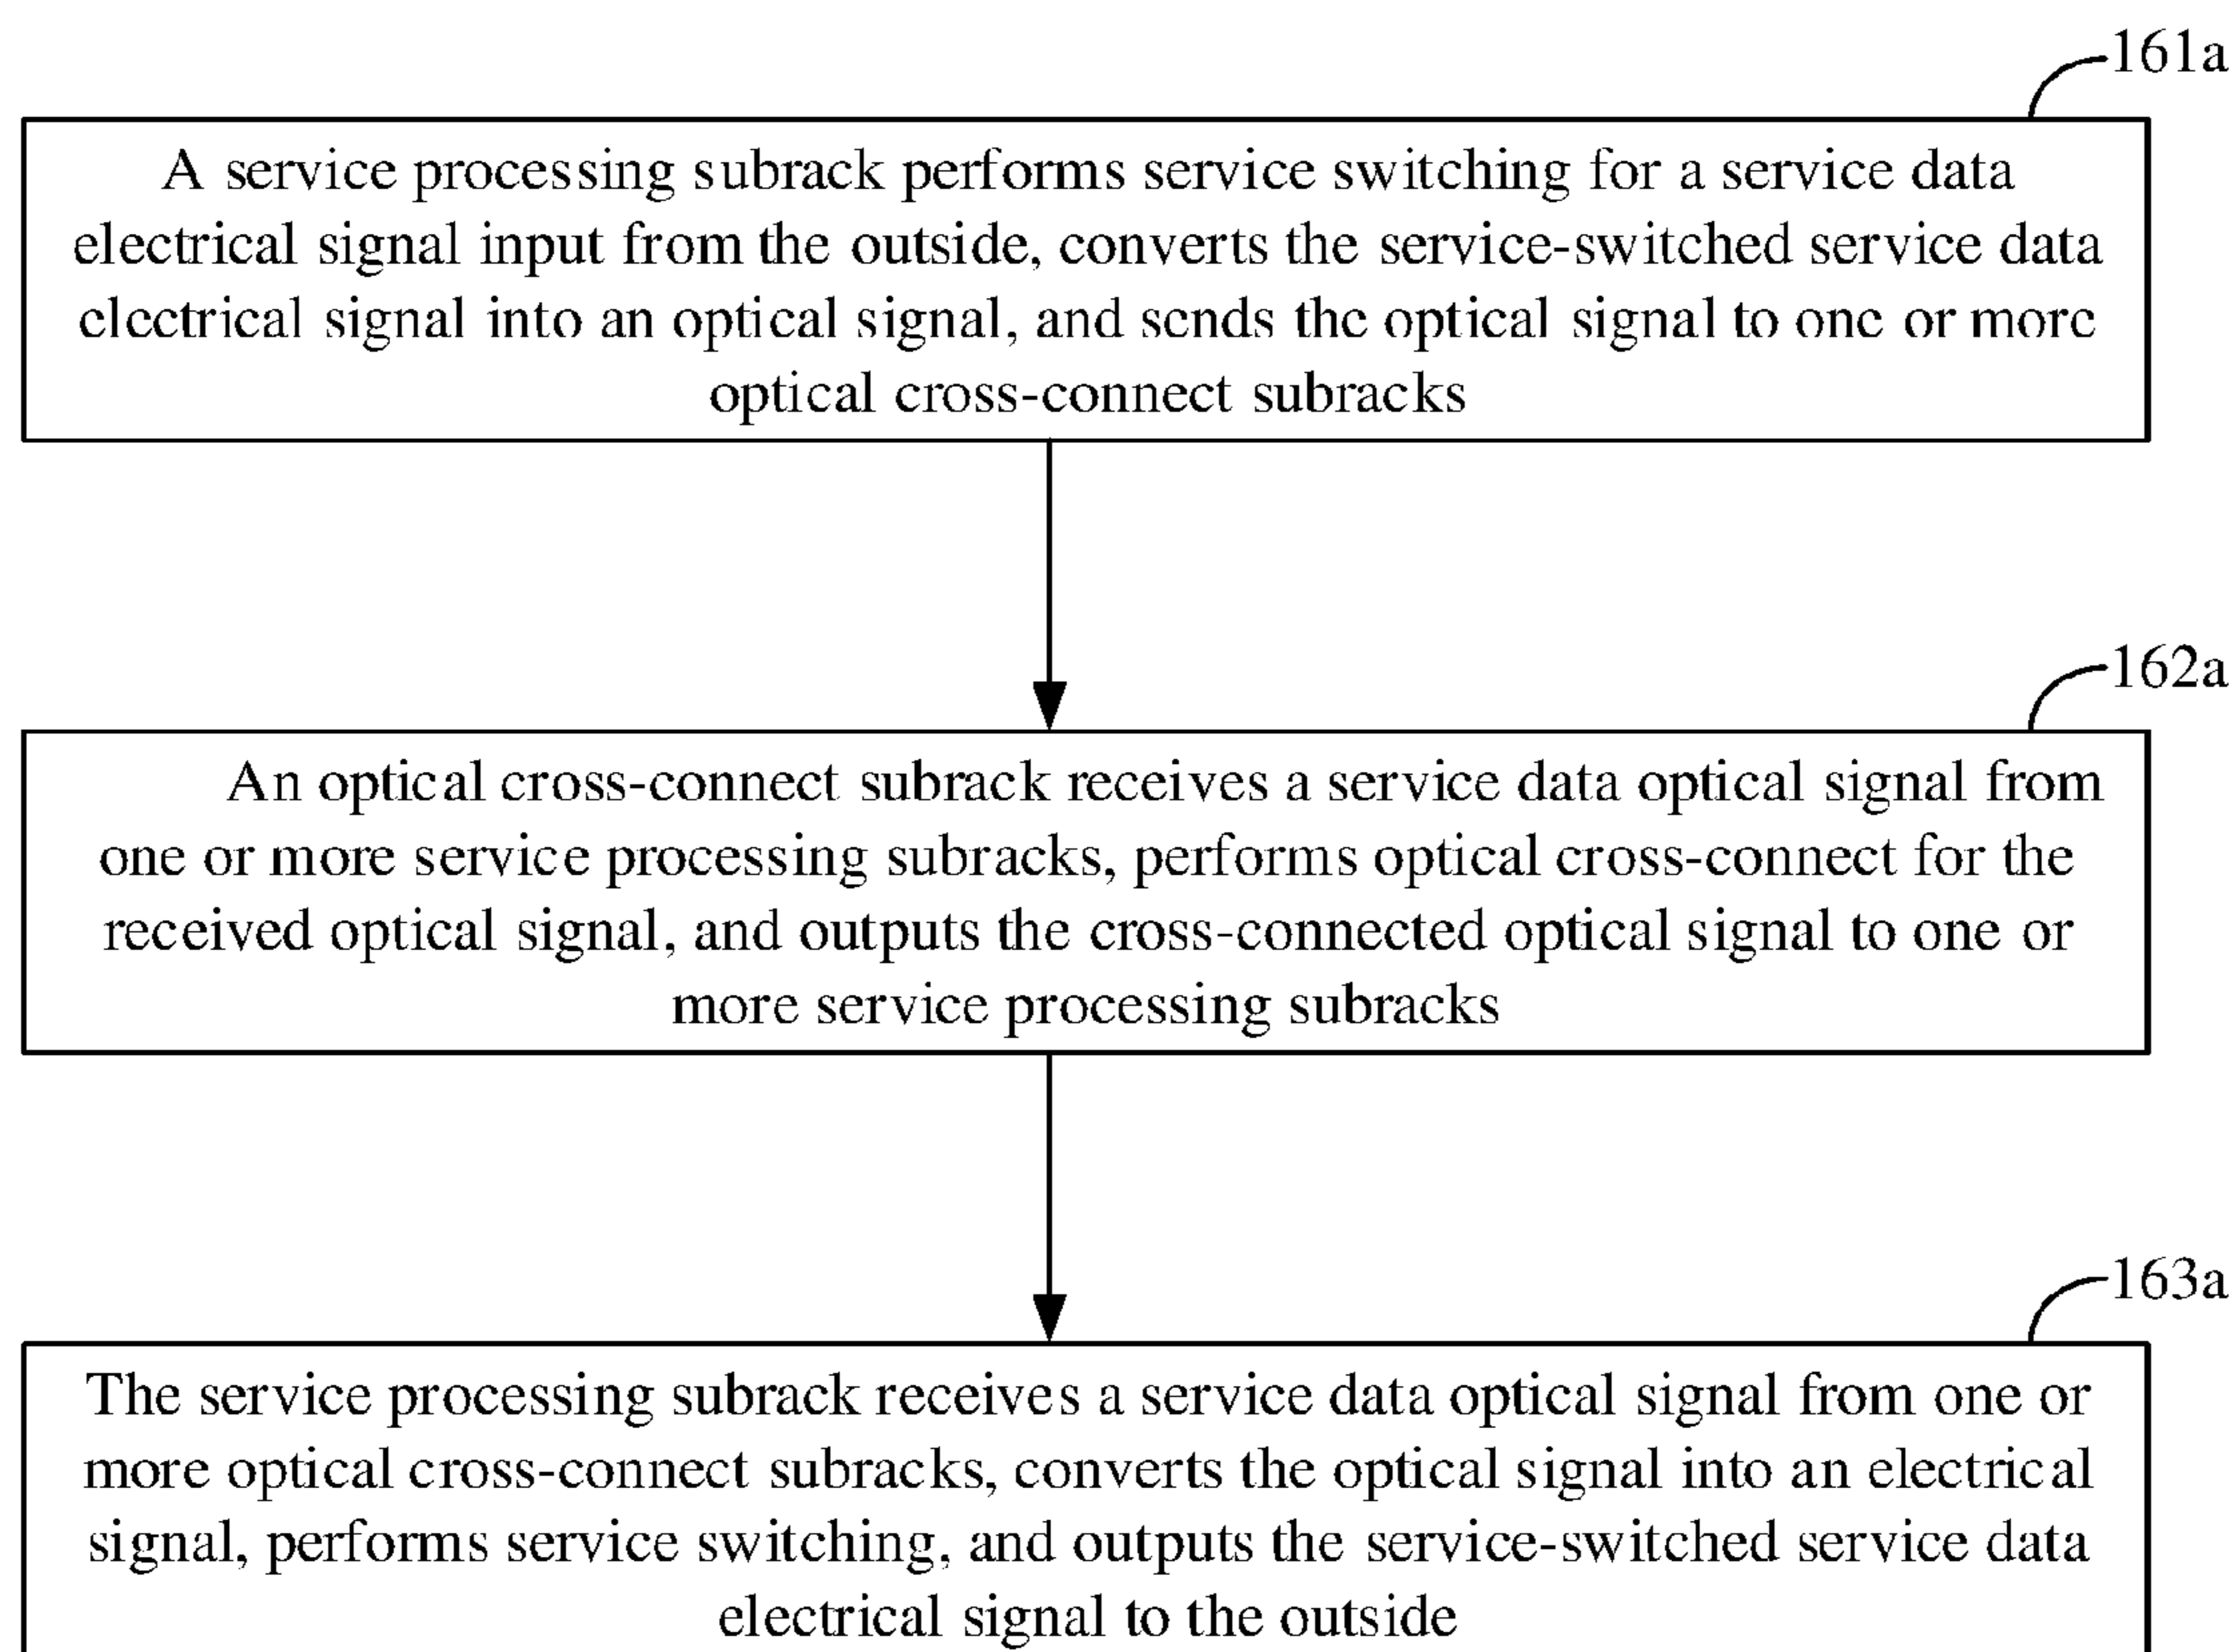 161a
A service processing subrack performs service switching for a service data
electrical signal input from the outside, converts the service-switched service data
electrical signal into an optical signal, and sends the optical signal to one or more
optical cross-connect subracks
162a
An optical cross-connect subrack receives a service data optical signal from
one or more service processing subracks, performs optical cross-connect for the
received optical signal, and outputs the cross-connected optical signal to one or
more service processing subracks
163a
The service processing subrack receives a service data optical signal from one or
more optical cross-connect subracks, converts the optical signal into an electrical
signal, performs service switching, and outputs the service-switched service data
electrical signal to the outside